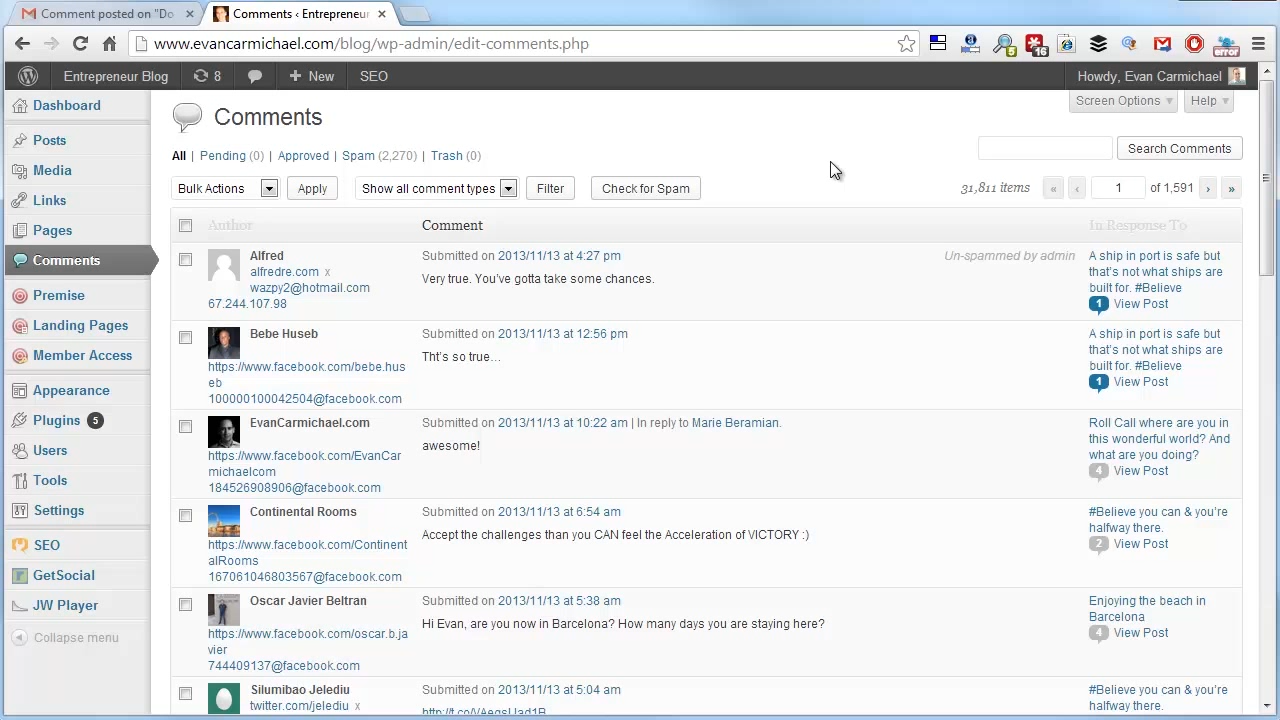 Comment posted on "Do ×
Comments ‹ Entrepreneur ×
www.evancarmichael.com/blog/wp-admin/edit-comments.php
5
16
error
Entrepreneur Blog 8 + New SEO Howdy, Evan Carmichael
Dashboard
Posts
Media
Links
Pages
Comments
Premise
Landing Pages
Member Access
Appearance
Plugins 5
Users
Tools
Settings
SEO
GetSocial
JW Player
Collapse menu
Screen Options ▾ Help ▾
Comments
All | Pending (0) | Approved | Spam (2,270) | Trash (0)
Search Comments
Bulk Actions Apply Show all comment types Filter Check for Spam 31,811 items « ‹ 1 of 1,591 › »
Author Comment In Response To
Alfred
alfredre.com x
wazpy2@hotmail.com
67.244.107.98
Submitted on 2013/11/13 at 4:27 pm
Un-spammed by admin
Very true. You've gotta take some chances.
A ship in port is safe but
that's not what ships are
built for. #Believe
1 View Post
Bebe Huseb
https://www.facebook.com/bebe.hus
eb
100000100042504@facebook.com
Submitted on 2013/11/13 at 12:56 pm
Tht's so true…
A ship in port is safe but
that's not what ships are
built for. #Believe
1 View Post
EvanCarmichael.com
https://www.facebook.com/EvanCar
michaelcom
184526908906@facebook.com
Submitted on 2013/11/13 at 10:22 am | In reply to Marie Beramian.
awesome!
Roll Call where are you in
this wonderful world? And
what are you doing?
4 View Post
Continental Rooms
https://www.facebook.com/Continent
alRooms
167061046803567@facebook.com
Submitted on 2013/11/13 at 6:54 am
Accept the challenges than you CAN feel the Acceleration of VICTORY :)
#Believe you can & you're
halfway there.
2 View Post
Oscar Javier Beltran
https://www.facebook.com/oscar.b.ja
vier
744409137@facebook.com
Submitted on 2013/11/13 at 5:38 am
Hi Evan, are you now in Barcelona? How many days you are staying here?
Enjoying the beach in
Barcelona
4 View Post
Silumibao Jelediu
twitter.com/jelediu x
Submitted on 2013/11/13 at 5:04 am
#Believe you can & you're
halfway there.